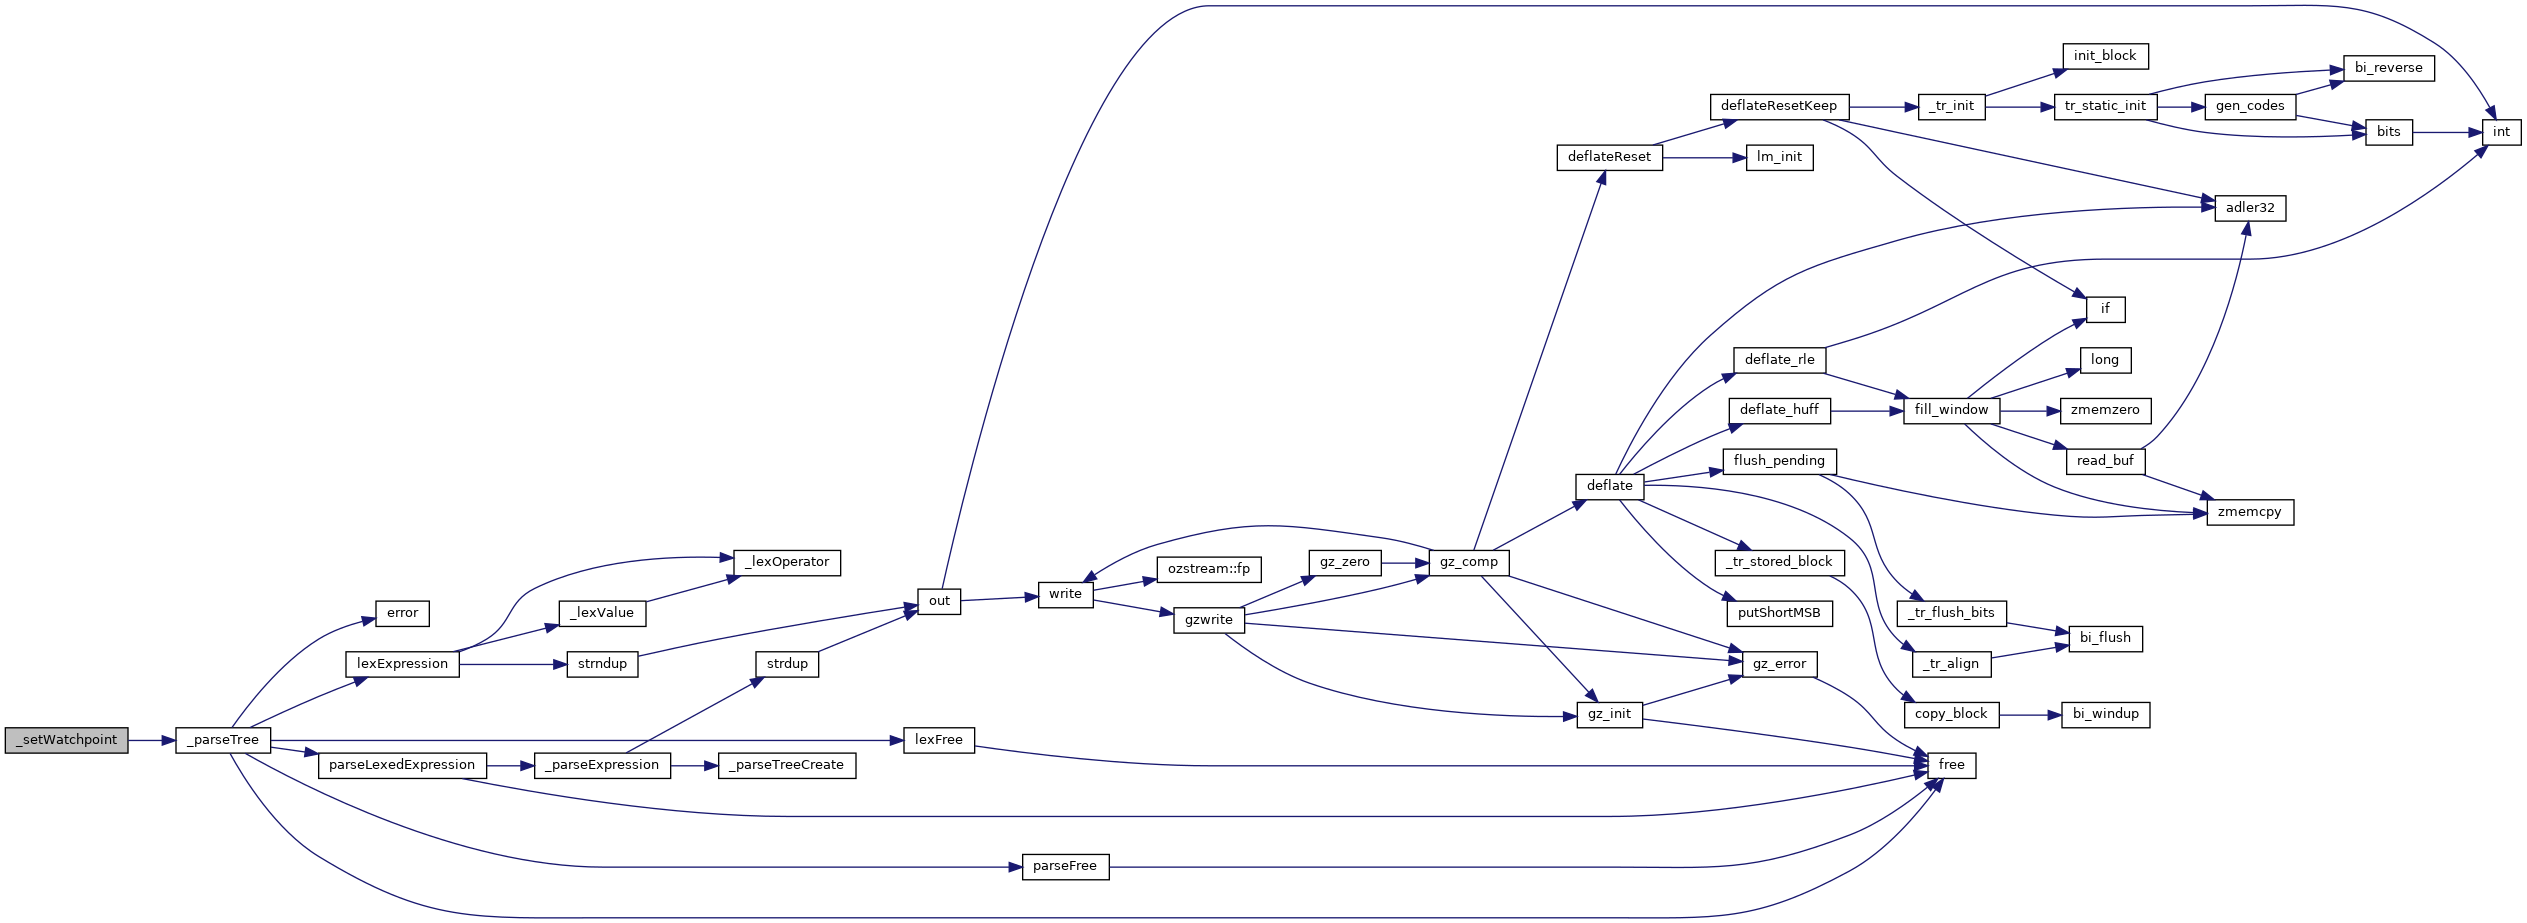 _setWatchpoint
_parseTree
error
lexExpression
parseLexedExpression
_lexValue
strndup
_parseExpression
_lexOperator
strdup
_parseTreeCreate
out
lexFree
parseFree
write
ozstream::fp
gzwrite
gz_zero
gz_comp
deflateReset
deflate
gz_init
deflateResetKeep
lm_init
deflate_rle
deflate_huff
flush_pending
_tr_stored_block
putShortMSB
gz_error
_tr_init
fill_window
_tr_flush_bits
_tr_align
copy_block
free
init_block
tr_static_init
if
long
zmemzero
read_buf
bi_flush
bi_windup
gen_codes
adler32
zmemcpy
bi_reverse
bits
int